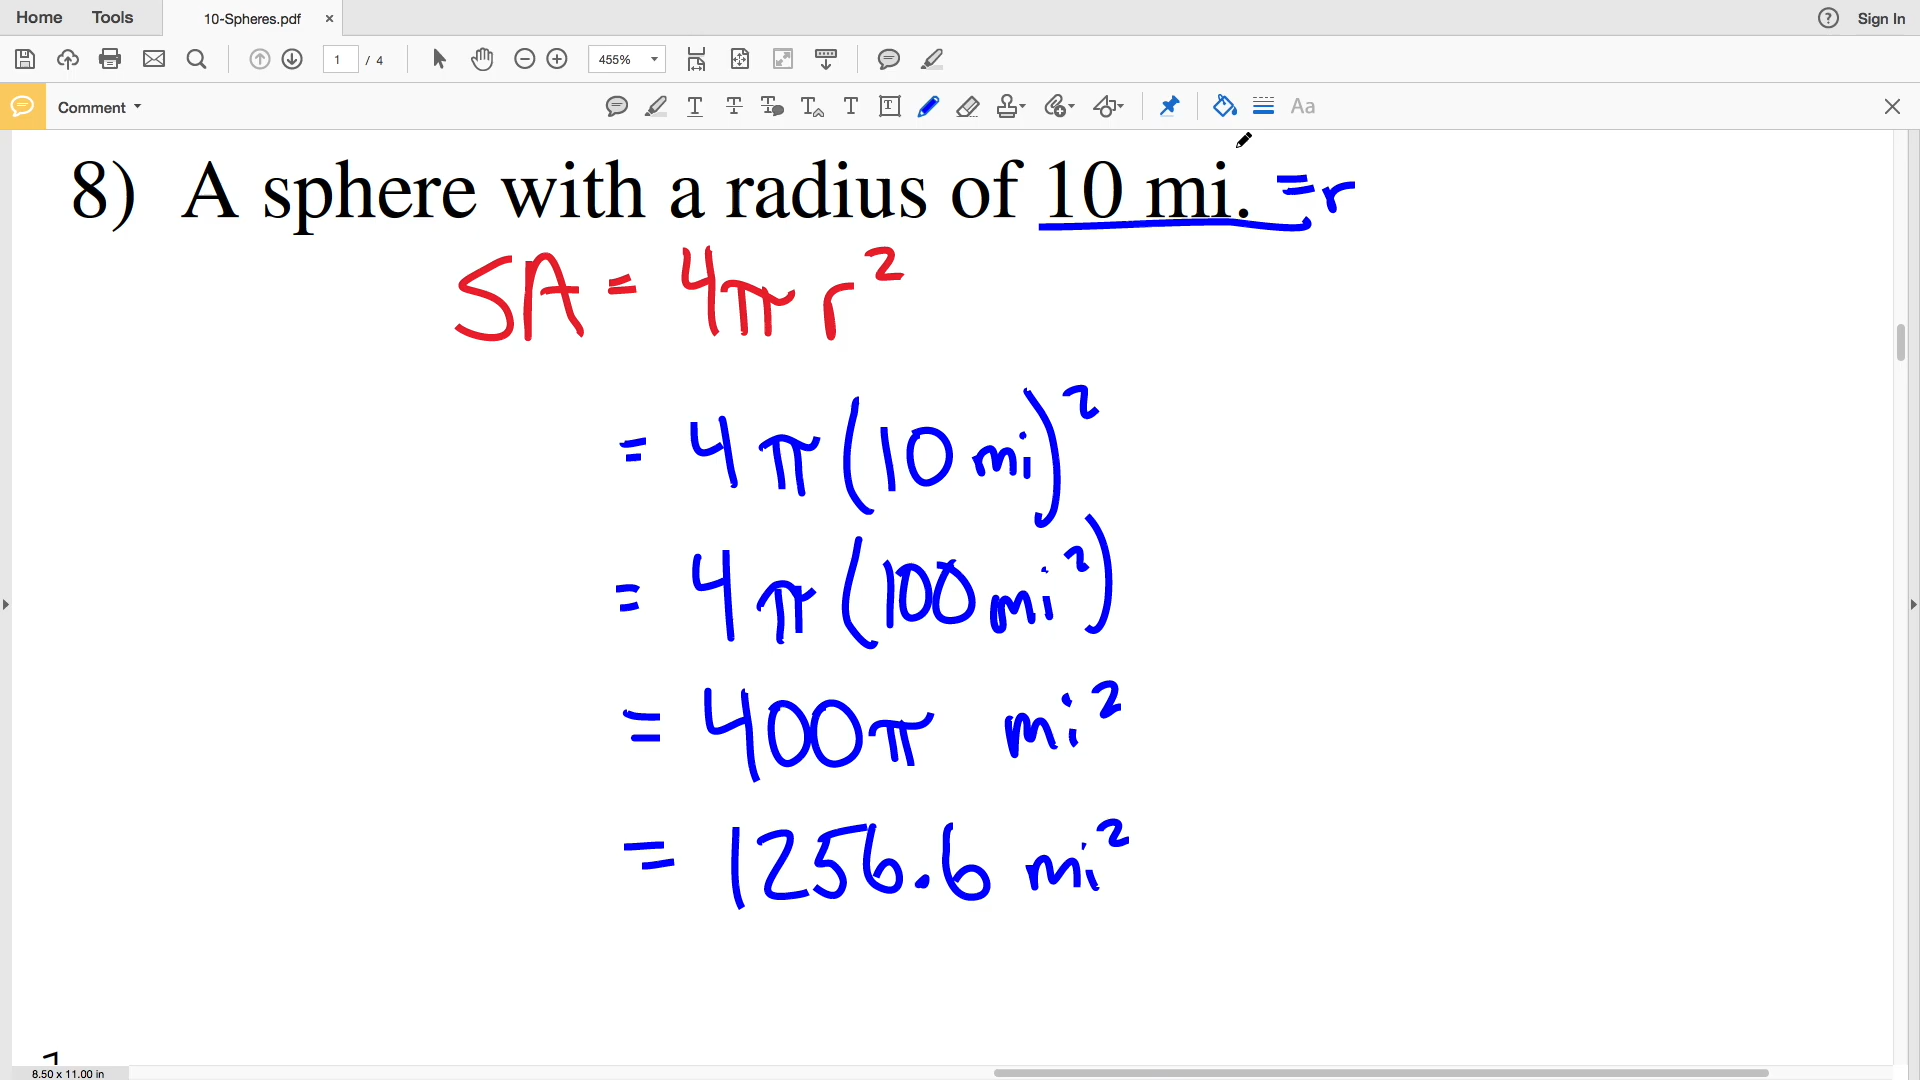 Home Tools 10-Spheres.pdf × ? Sign In
1 / 4 455%
Comment T T T T T T Aa
8) A sphere with a radius of 10 mi. = r
SA = 4π r²
= 4π(10 mi)²
= 4π(100 mi²)
= 400π mi²
= 1256.6 mi²
8.50 x 11.00 in